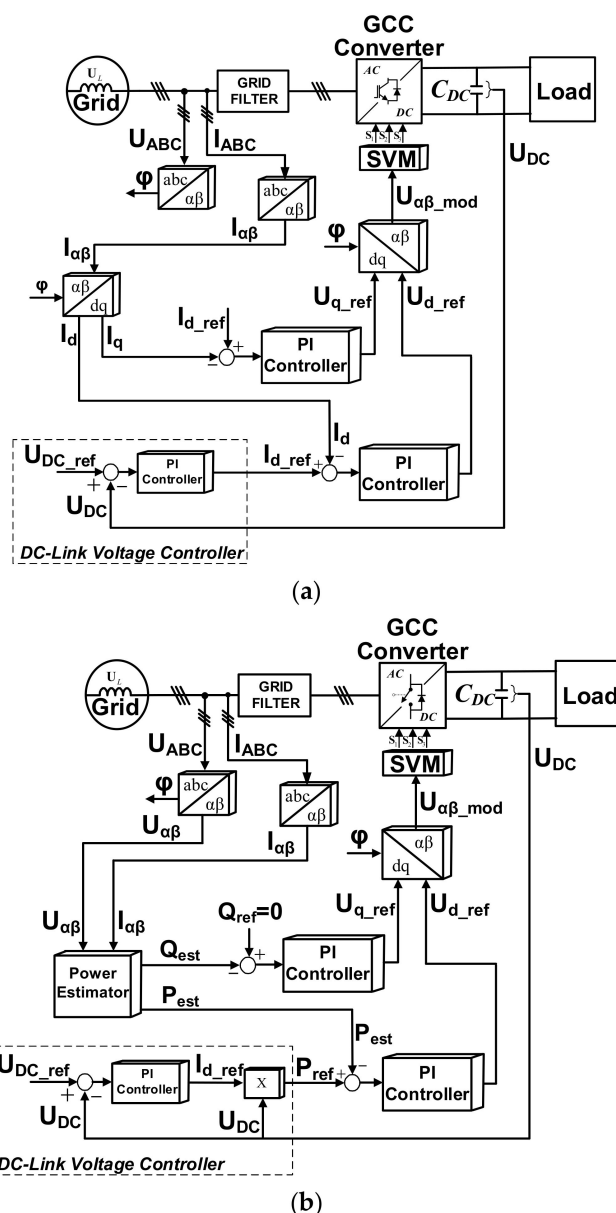 GCC
Converter
U_L
Grid
GRID
FILTER
AC
DC
C_DC
Load
U_ABC
I_ABC
S₁ S₂ S₃
SVM
U_DC
φ
abc
αβ
abc
αβ
I_αβ
U_αβ_mod
I_αβ
φ
αβ
dq
φ
αβ
dq
I_d
I_q
I_d_ref
U_q_ref
U_d_ref
+
−
PI
Controller
I_d
−
U_DC_ref
+
−
U_DC
PI
Controller
I_d_ref
+
PI
Controller
DC-Link Voltage Controller
(a)
GCC
Converter
U_L
Grid
GRID
FILTER
AC
DC
C_DC
Load
U_ABC
I_ABC
SVM
U_DC
φ
abc
αβ
abc
αβ
U_αβ
I_αβ
U_αβ_mod
φ
αβ
dq
U_αβ
I_αβ
Q_ref=0
U_q_ref
U_d_ref
Power
Estimator
Q_est
+
−
PI
Controller
P_est
P_est
−
U_DC_ref
+
−
U_DC
PI
Controller
I_d_ref
X
U_DC
P_ref
+
PI
Controller
DC-Link Voltage Controller
(b)